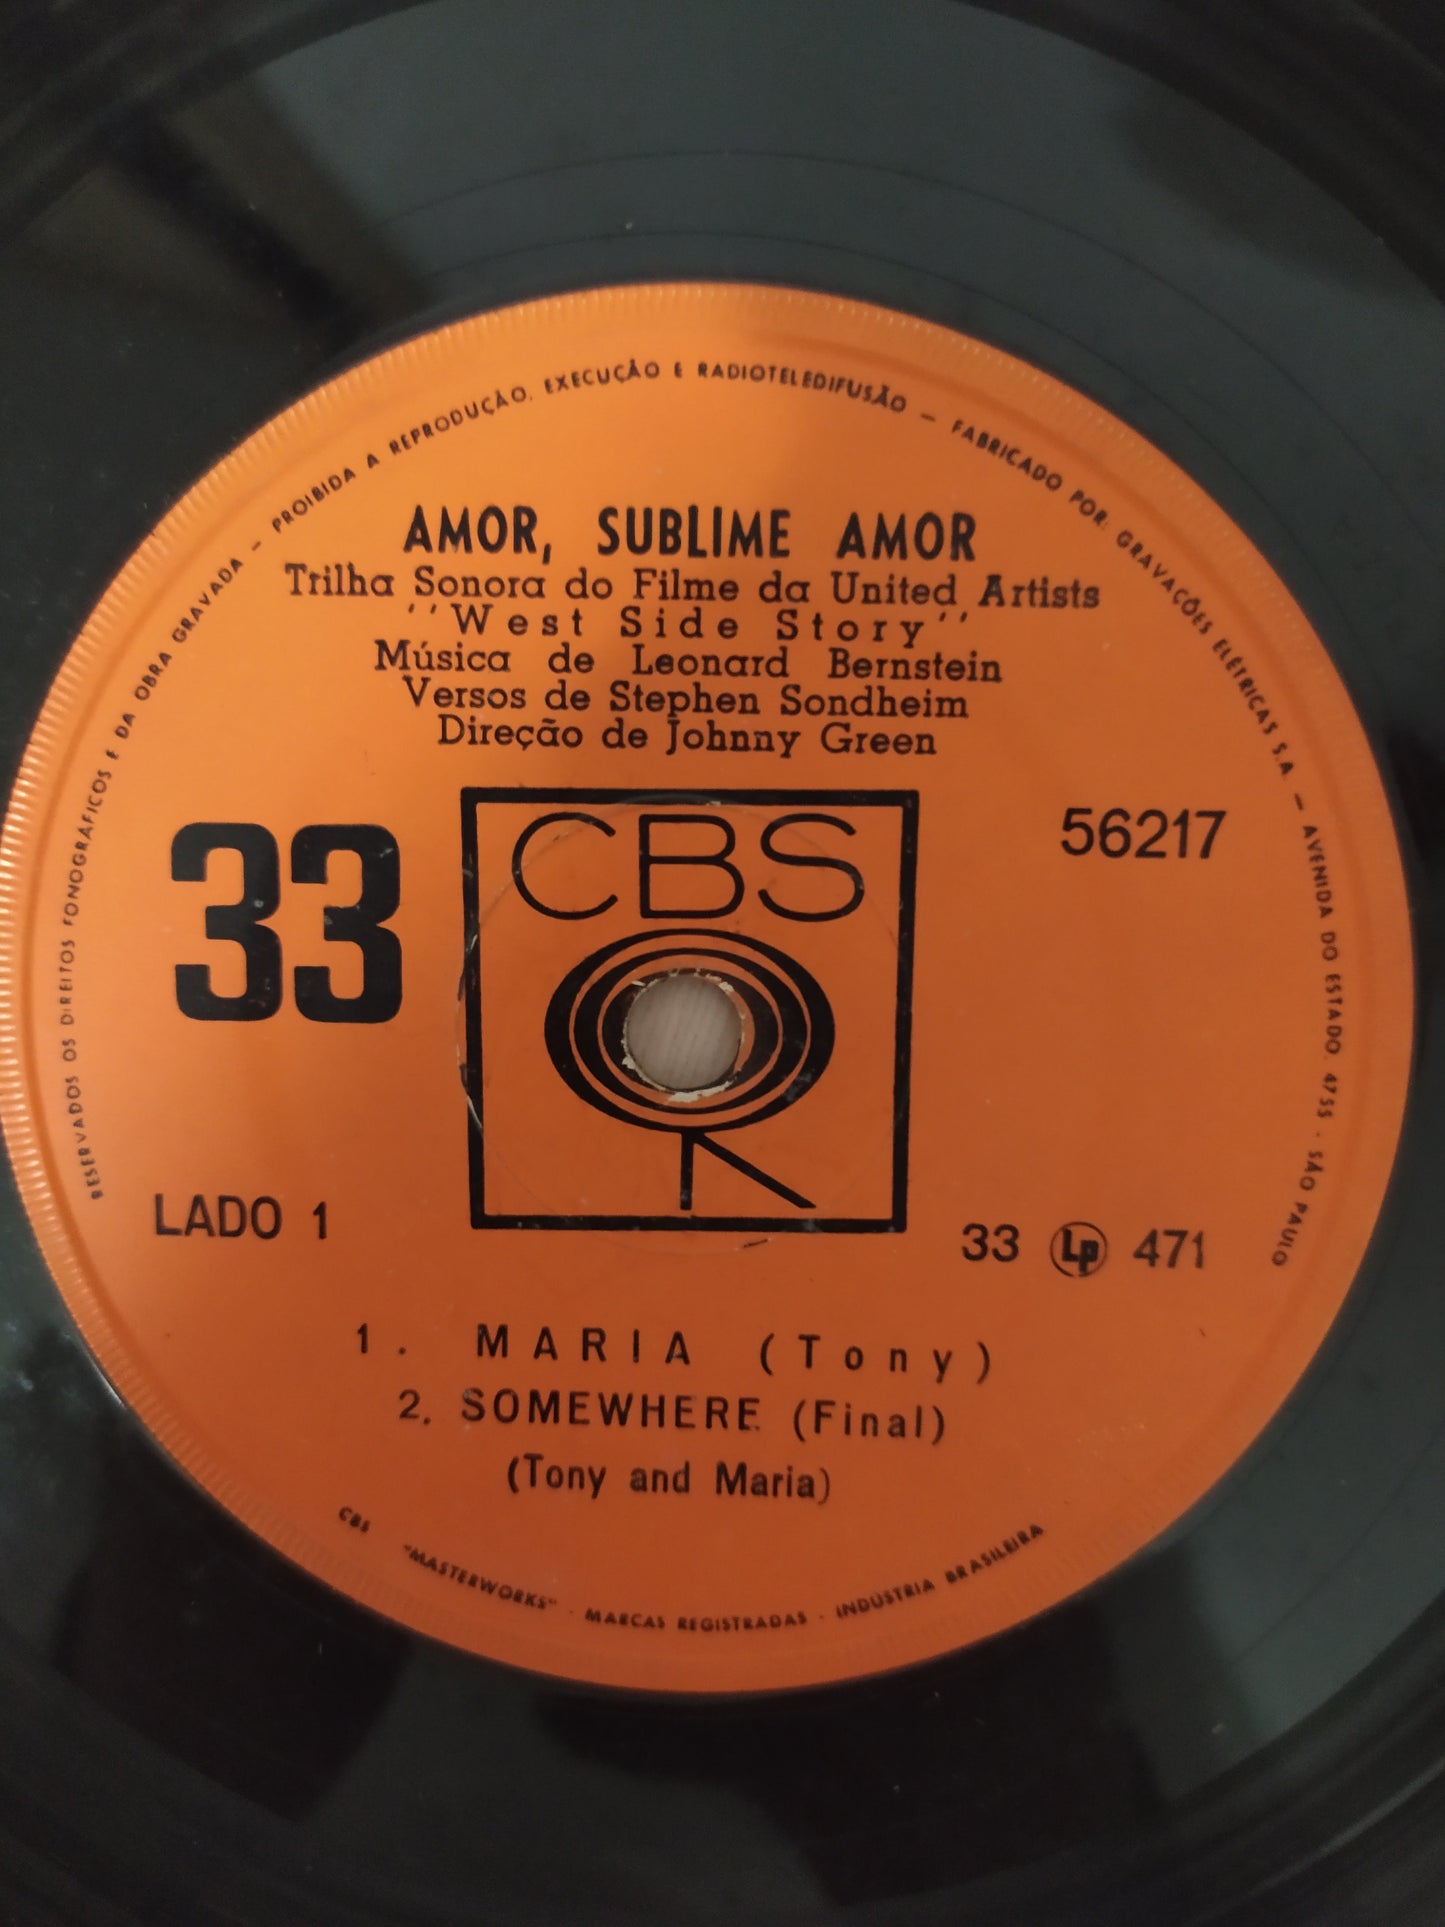 RESERVADOS OS DIREITOS FONOGRÁFICOS E DA OBRA GRAVADA — PROIBIDA A REPRODUÇÃO, EXECUÇÃO E RADIOTELEDIFUSÃO — FABRICADO POR: GRAVAÇÕES ELÉTRICAS S.A. — AVENIDA DO ESTADO, 4755 - SÃO PAULO
AMOR, SUBLIME AMOR
Trilha Sonora do Filme da United Artists
''West Side Story''
Música de Leonard Bernstein
Versos de Stephen Sondheim
Direção de Johnny Green
33
CBS
56217
LADO 1
33 Lp 471
1. MARIA (Tony)
2. SOMEWHERE (Final)
(Tony and Maria)
CBS "MASTERWORKS" - MARCAS REGISTRADAS - INDÚSTRIA BRASILEIRA